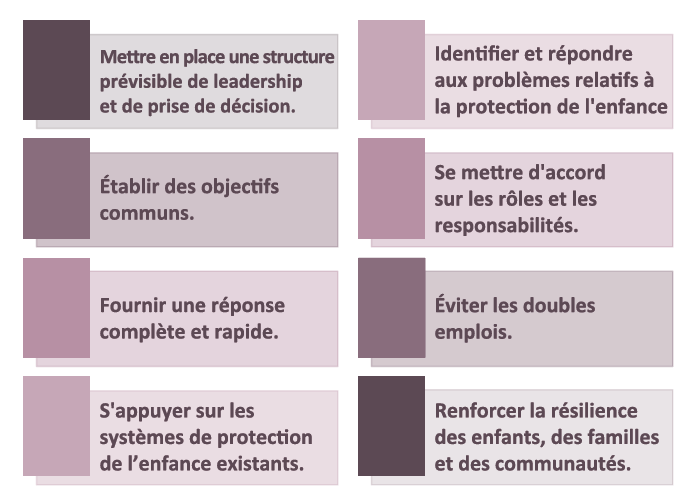 Mettre en place une structure
prévisible de leadership
et de prise de décision.
Identifier et répondre
aux problèmes relatifs à
la protection de l'enfance
Établir des objectifs
communs.
Se mettre d'accord
sur les rôles et les
responsabilités.
Fournir une réponse
complète et rapide.
Éviter les doubles
emplois.
S'appuyer sur les
systèmes de protection
de l’enfance existants.
Renforcer la résilience
des enfants, des familles
et des communautés.